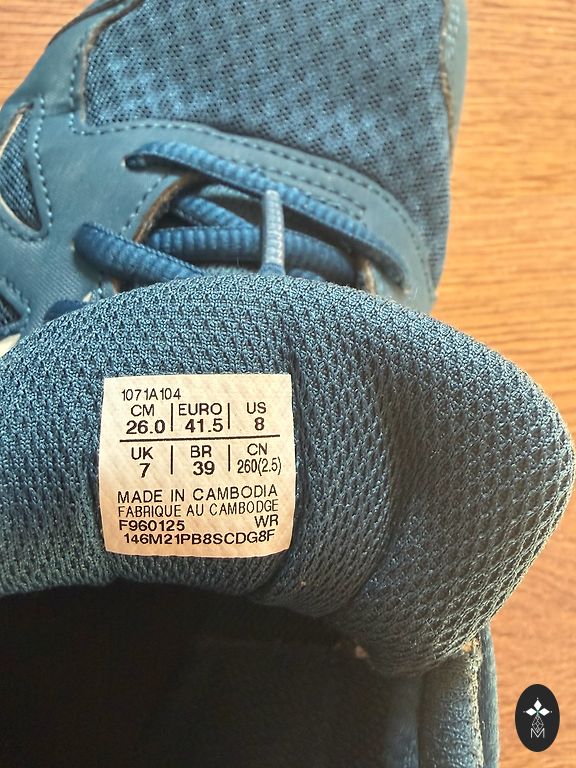 1071A104
CM | EURO | US
26.0 | 41.5 | 8
UK | BR | CN
7 | 39 | 260(2.5)
MADE IN CAMBODIA
FABRIQUE AU CAMBODGE
F960125 WR
146M21PB8SCDG8F
M